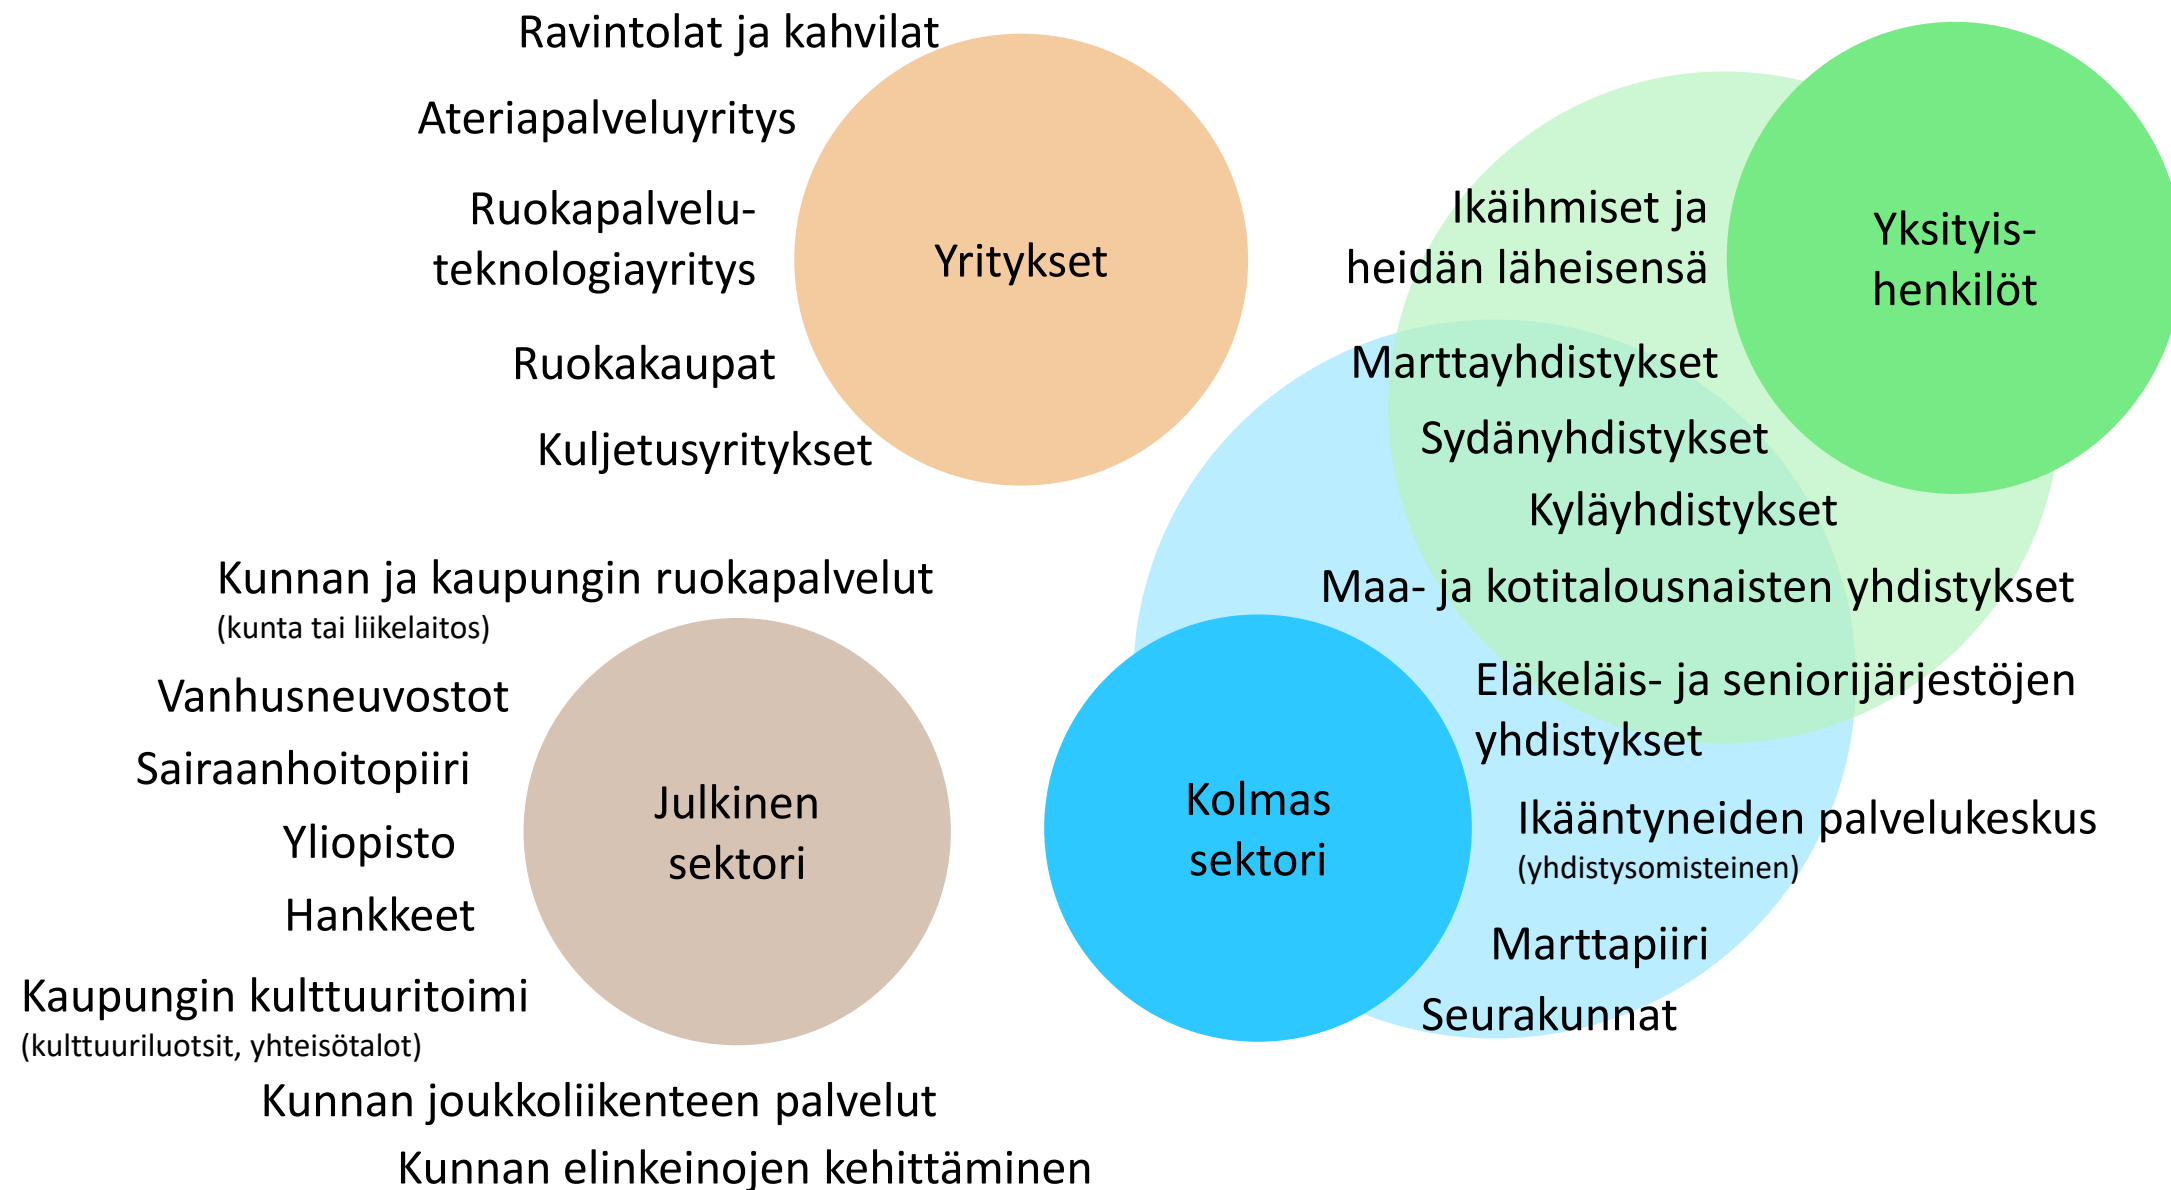 Ravintolat ja kahvilat
Ateriapalveluyritys
Ruokapalvelu-
teknologiayritys
Ruokakaupat
Kuljetusyritykset
Yritykset
Yksityis-
henkilöt
Ikäihmiset ja
heidän läheisensä
Marttayhdistykset
Sydänyhdistykset
Kyläyhdistykset
Maa- ja kotitalousnaisten yhdistykset
Eläkeläis- ja seniorijärjestöjen
yhdistykset
Ikääntyneiden palvelukeskus
(yhdistysomisteinen)
Marttapiiri
Seurakunnat
Kolmas
sektori
Julkinen
sektori
Kunnan ja kaupungin ruokapalvelut
(kunta tai liikelaitos)
Vanhusneuvostot
Sairaanhoitopiiri
Yliopisto
Hankkeet
Kaupungin kulttuuritoimi
(kulttuuriluotsit, yhteisötalot)
Kunnan joukkoliikenteen palvelut
Kunnan elinkeinojen kehittäminen